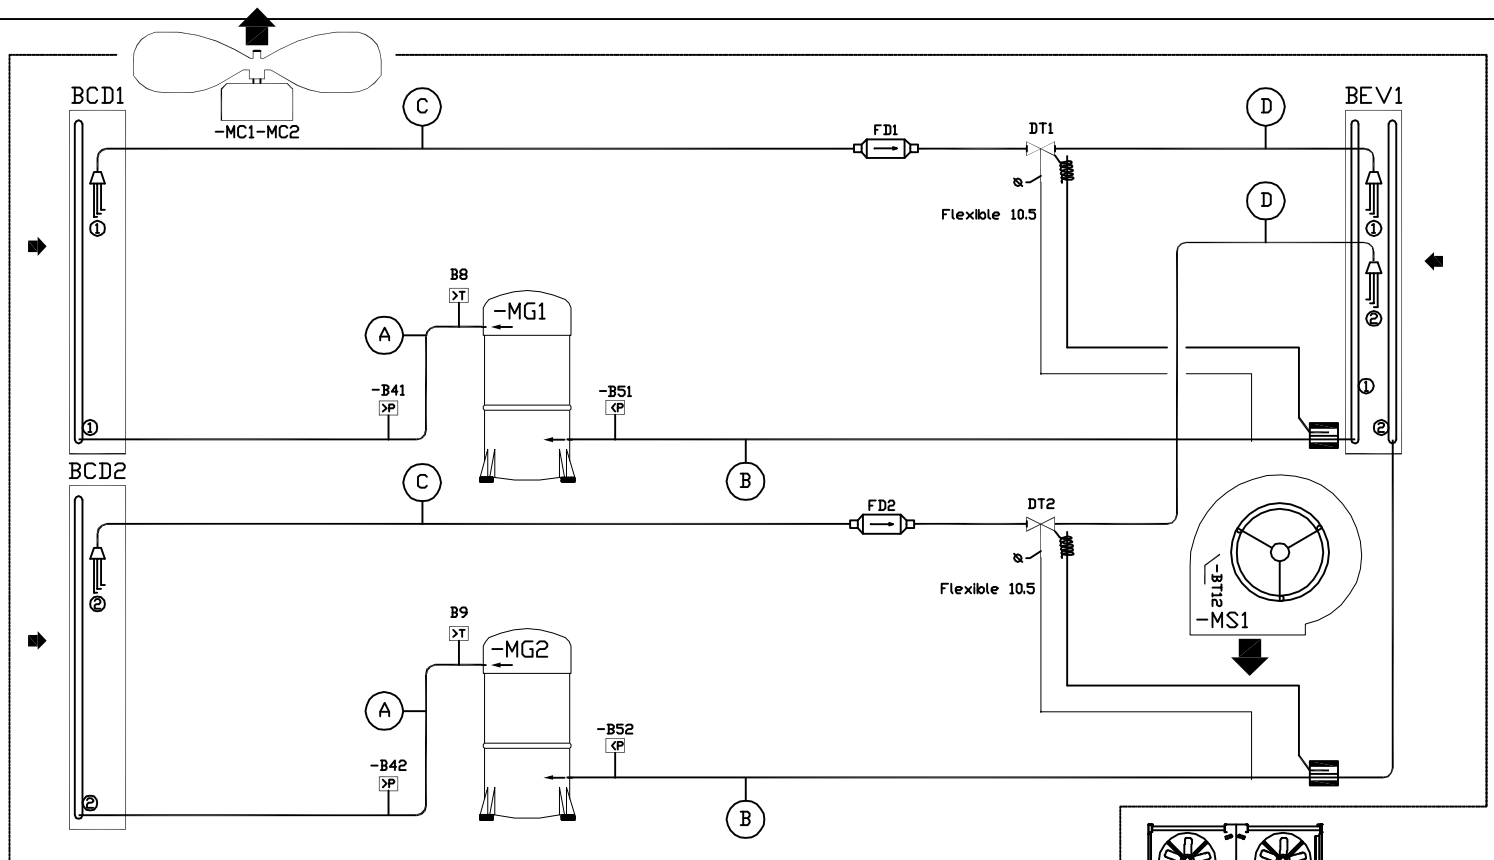 BCD1
-MC1-MC2
C
FD1
DT1
D
BEV1
1
Ø
Flexible 10.5
1
D
2
B8
>T
-MG1
A
-B41
>P
-B51
<P
1
1
2
B
BCD2
C
FD2
DT2
Ø
Flexible 10.5
2
-BT12
-MS1
B9
>T
-MG2
A
-B42
>P
-B52
<P
2
B